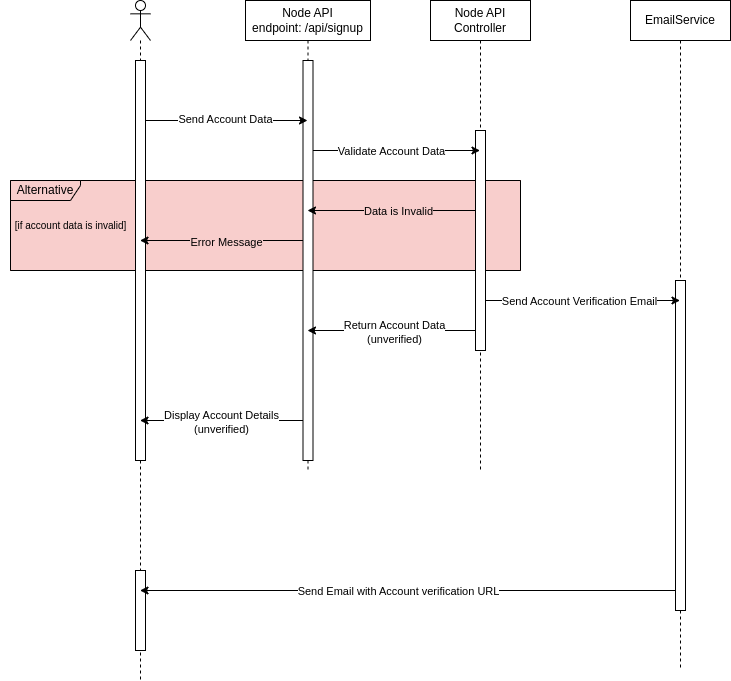 Node API
endpoint: /api/signup
Node API
Controller
EmailService
Send Account Data
Validate Account Data
Alternative
Data is Invalid
[if account data is invalid]
Error Message
Send Account Verification Email
Return Account Data
(unverified)
Display Account Details
(unverified)
Send Email with Account verification URL